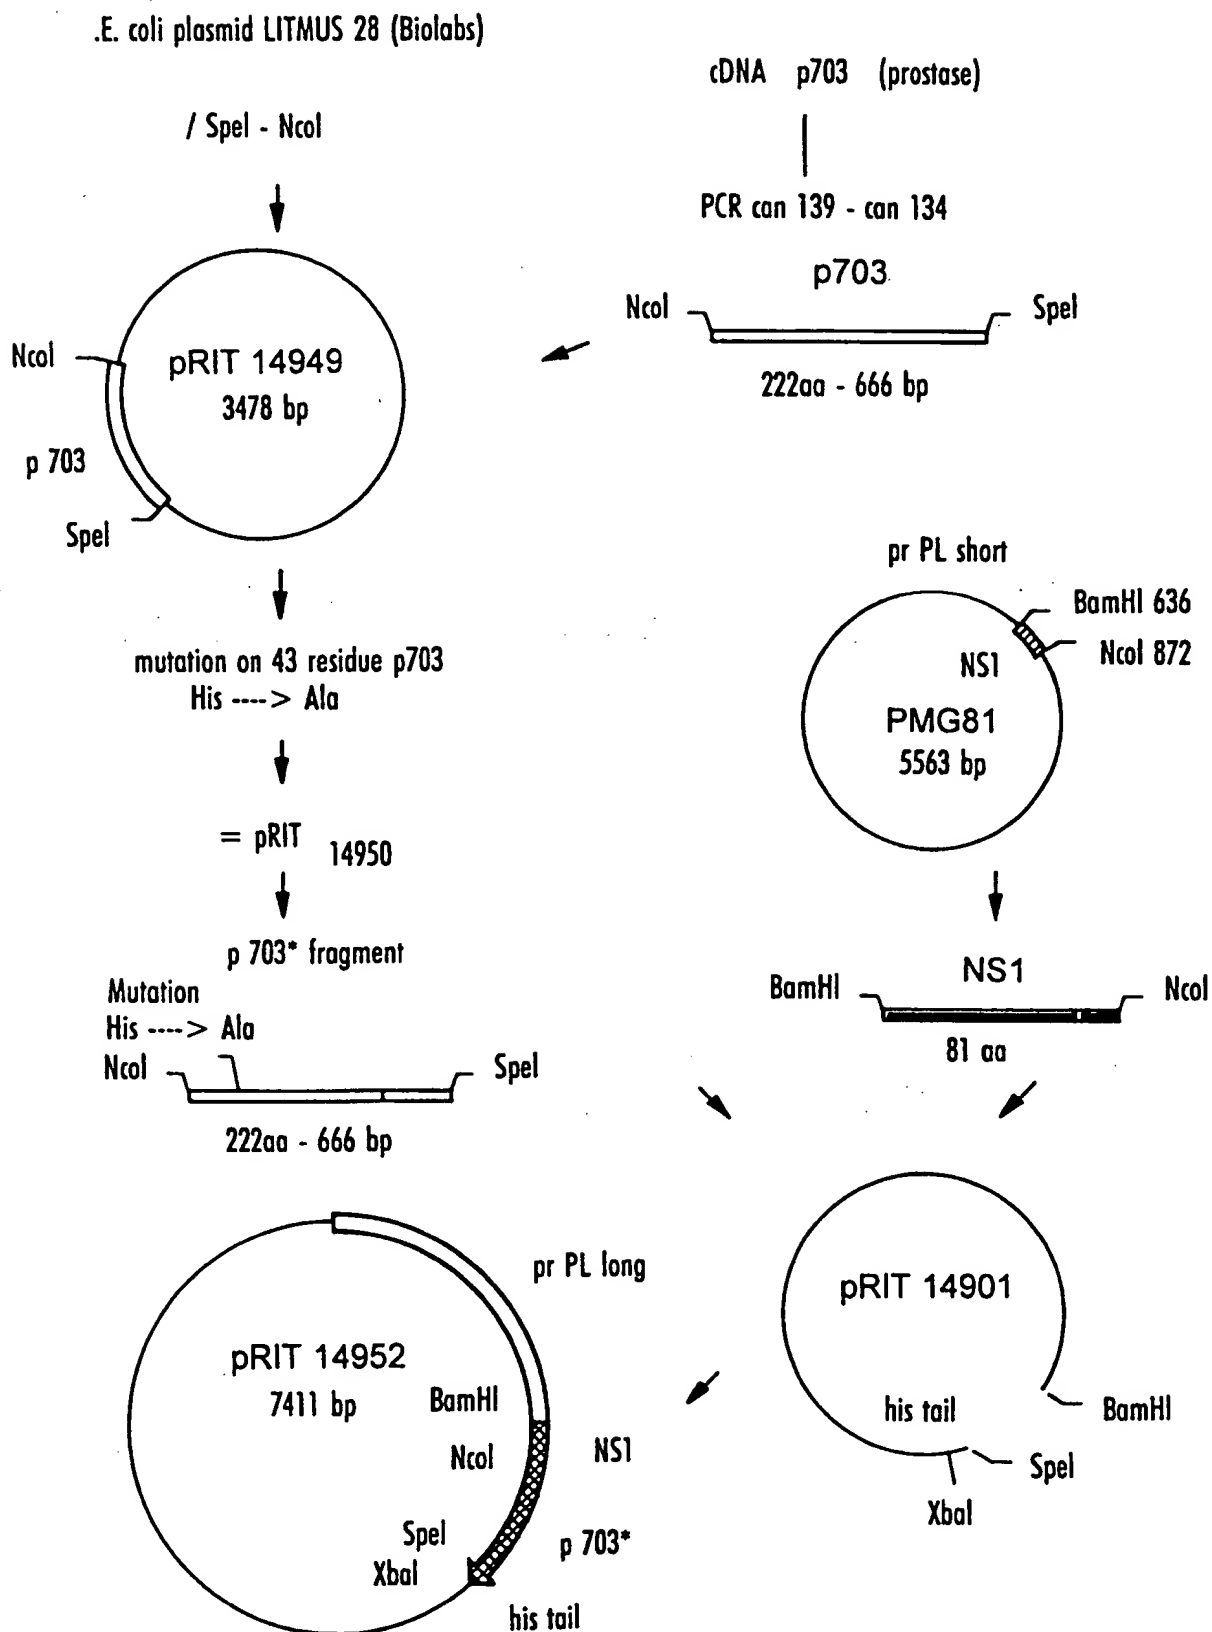 .E. coli plasmid LITMUS 28 (Biolabs)
/ SpeI - NcoI
cDNA p703 (prostase)
PCR can 139 - can 134
p703
NcoI
SpeI
222aa - 666 bp
NcoI
pRIT 14949
3478 bp
p 703
SpeI
mutation on 43 residue p703
His ----> Ala
= pRIT 14950
p 703* fragment
Mutation
His ----> Ala
NcoI
SpeI
222aa - 666 bp
pr PL short
BamHI 636
NcoI 872
NS1
PMG81
5563 bp
NS1
BamHI
NcoI
81 aa
pRIT 14901
his tail
BamHI
SpeI
XbaI
pr PL long
pRIT 14952
7411 bp
BamHI
NcoI
NS1
SpeI
p 703*
XbaI
his tail